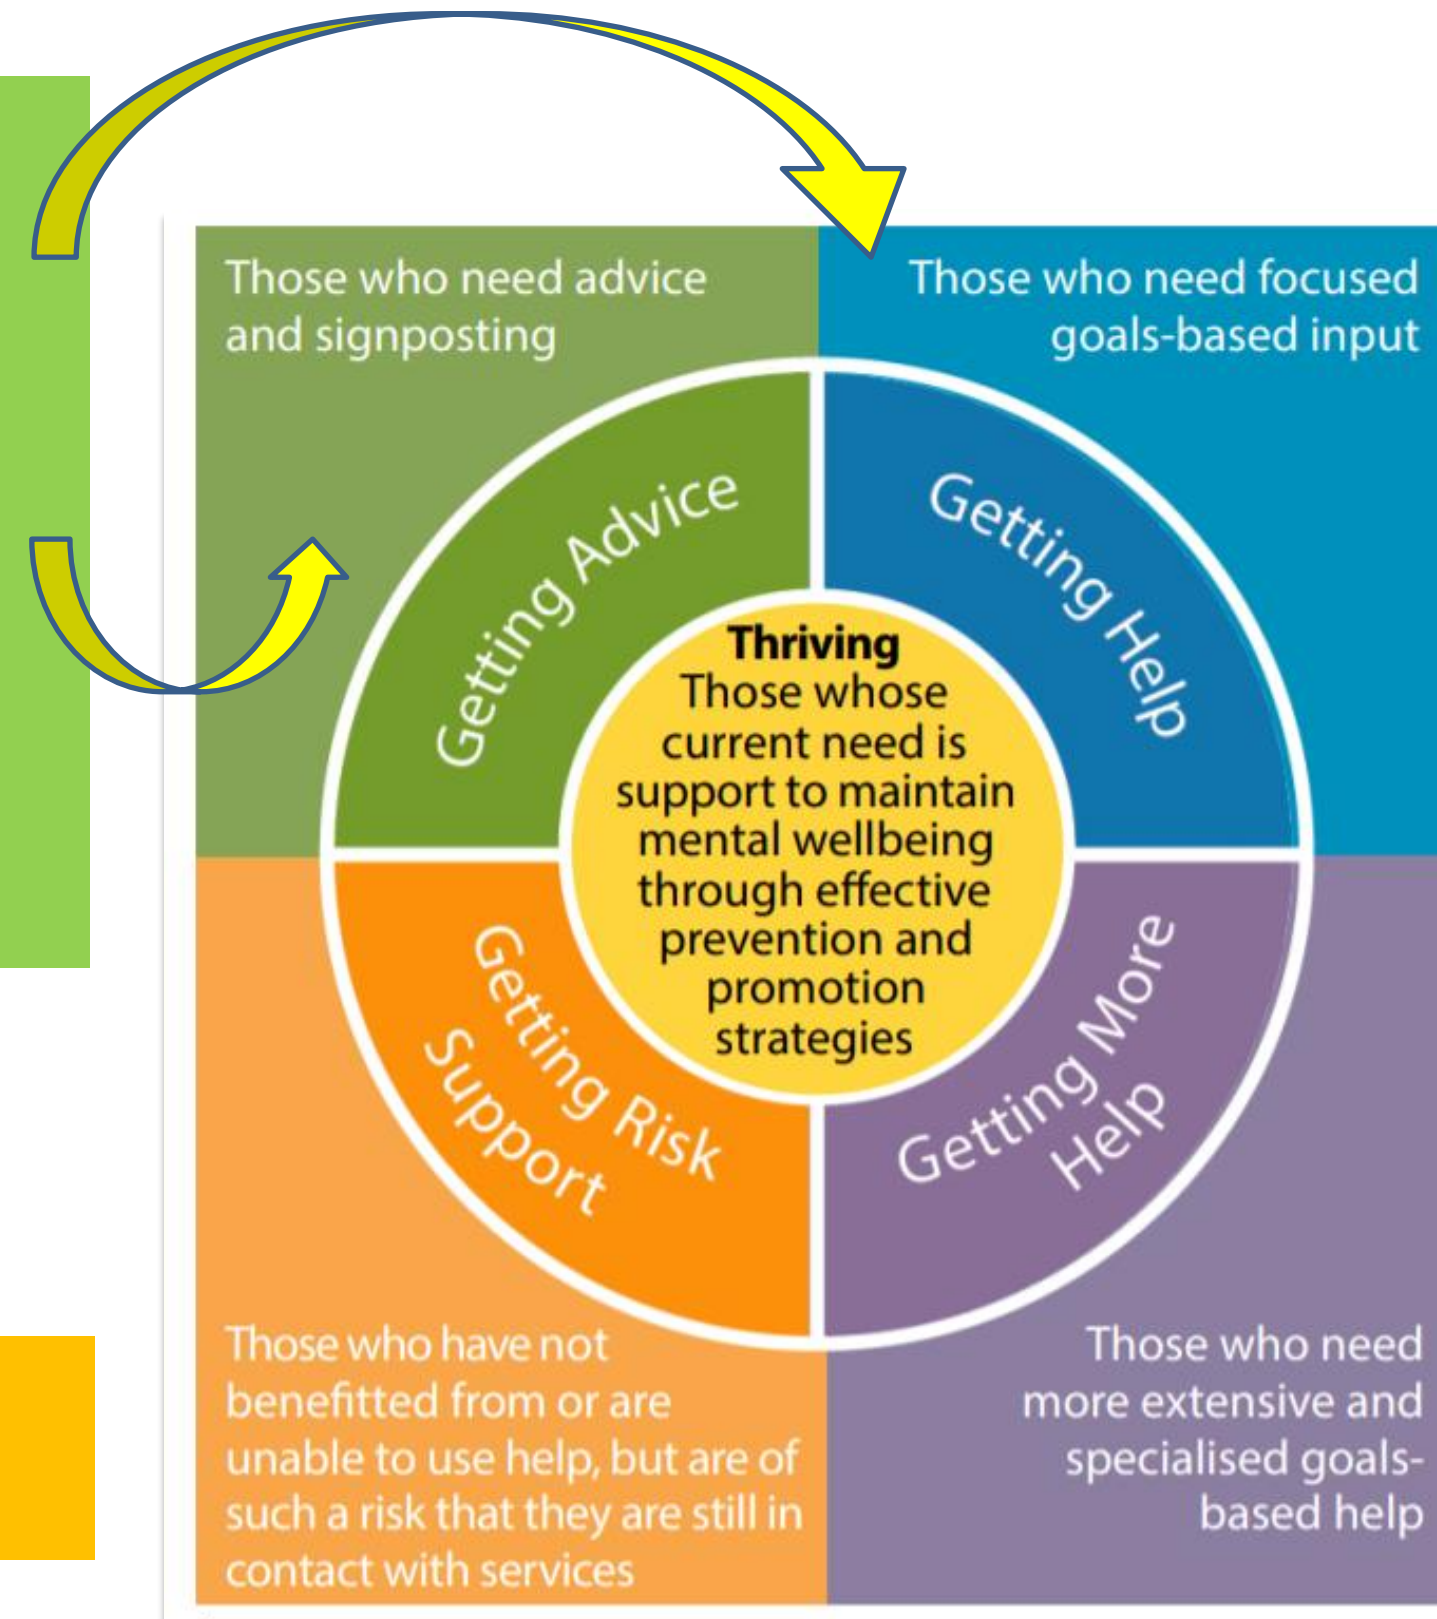 Those who need advice
and signposting
Those who need focused
goals-based input
Getting Advice
Getting Help
Thriving
Those whose
current need is
support to maintain
mental wellbeing
through effective
prevention and
promotion
strategies
Getting Risk
Support
Getting More
Help
Those who have not
benefitted from or are
unable to use help, but are of
such a risk that they are still in
contact with services
Those who need
more extensive and
specialised goals-
based help